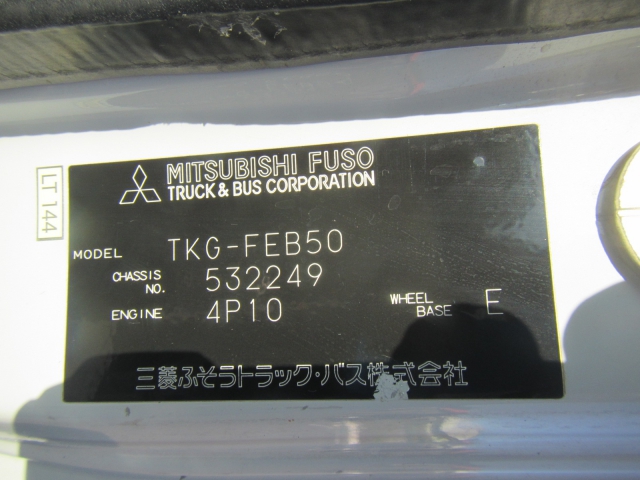 LT 144
MITSUBISHI FUSO
TRUCK & BUS CORPORATION
MODEL TKG-FEB50
CHASSIS NO. 532249
ENGINE 4P10 WHEEL BASE E
三菱ふそうトラック・バス株式会社